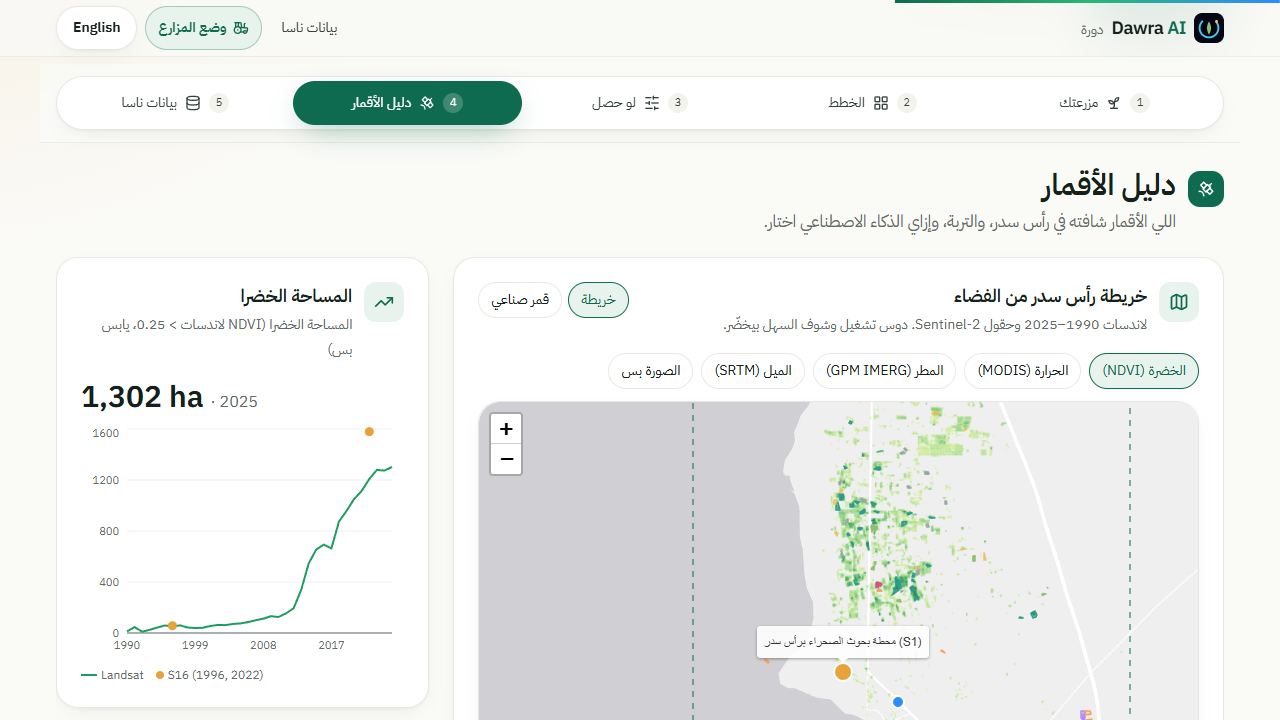 Dawra AI دورة
بيانات ناسا
وضع المزارع
English
1 مزرعتك
2 الخطط
3 لو حصل
4 دليل الأقمار
5 بيانات ناسا
دليل الأقمار
اللي الأقمار شافته في رأس سدر، والتربة، وإزاي الذكاء الاصطناعي اختار.
خريطة رأس سدر من الفضاء
لاندسات 1990–2025 وحقول Sentinel-2. دوس تشغيل وشوف السهل بيخضّر.
خريطة
قمر صناعي
الخضرة (NDVI)
الحرارة (MODIS)
المطر (GPM IMERG)
الميل (SRTM)
الصورة بس
+
−
محطة بحوث الصحراء برأس سدر (S1)
المساحة الخضرا
المساحة الخضرا (NDVI لاندسات > 0.25، يابس
بس)
1,302 ha · 2025
1600
1200
800
400
0
1990
1999
2008
2017
Landsat
S16 (1996, 2022)